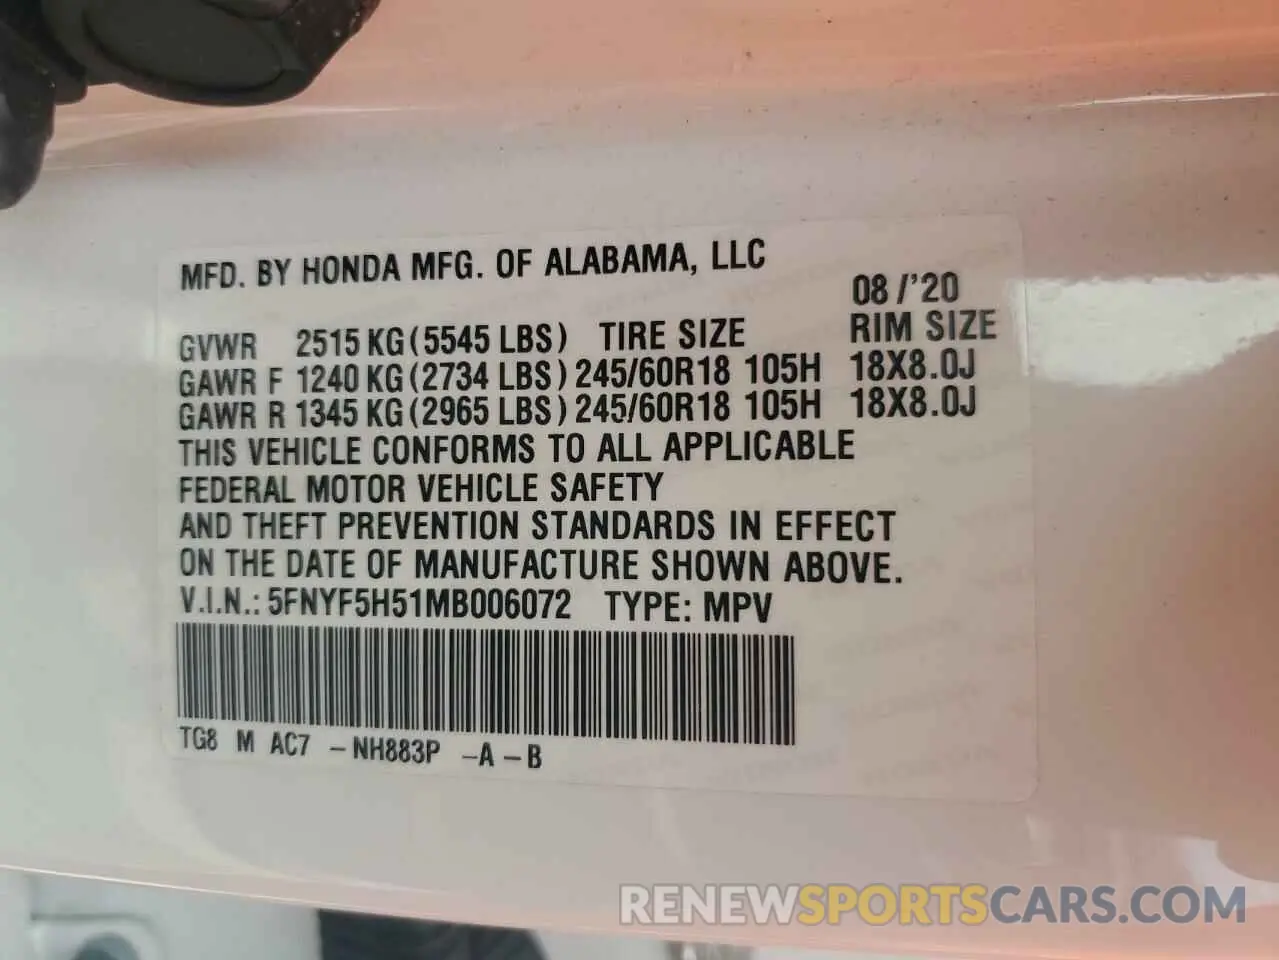 MFD. BY HONDA MFG. OF ALABAMA, LLC
08 /'20
GVWR 2515 KG (5545 LBS) TIRE SIZE RIM SIZE
GAWR F 1240 KG (2734 LBS) 245/60R18 105H 18X8.0J
GAWR R 1345 KG (2965 LBS) 245/60R18 105H 18X8.0J
THIS VEHICLE CONFORMS TO ALL APPLICABLE
FEDERAL MOTOR VEHICLE SAFETY
AND THEFT PREVENTION STANDARDS IN EFFECT
ON THE DATE OF MANUFACTURE SHOWN ABOVE.
V.I.N.: 5FNYF5H51MB006072 TYPE: MPV
TG8 M AC7 -NH883P -A-B
RENEWSPORTSCARS.COM